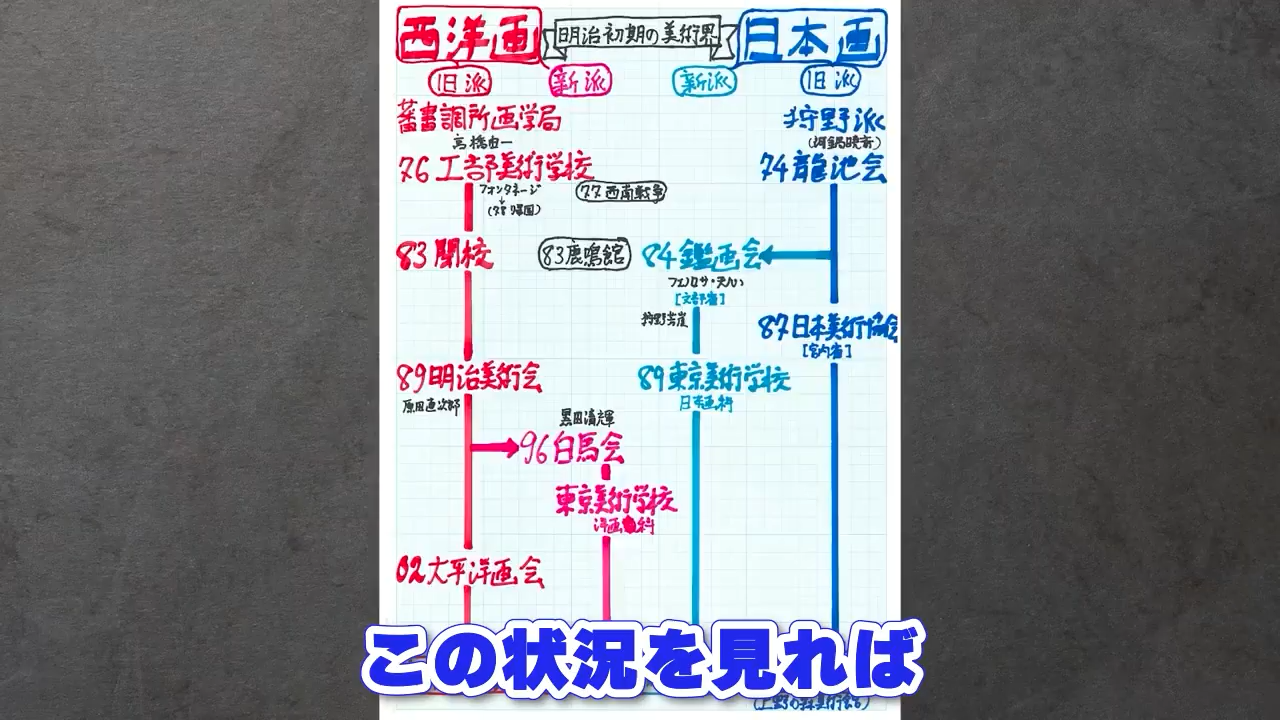 西洋画
明治初期の美術界
日本画
旧派
新派
新派
旧派
蕃書調所画学局
高橋由一
狩野派
(河鍋暁斎)
76 工部美術学校
フォンタネージ
↓
(78帰国)
77 西南戦争
74 龍池会
83 閉校
83 鹿鳴館
84 鑑画会
フェノロサ・天心
[文部省]
狩野芳崖
87 日本美術協会
[宮内省]
89 明治美術会
原田直次郎
89 東京美術学校
日本画科
黒田清輝
96 白馬会
東京美術学校
洋画科
02 太平洋画会
この状況を見れば